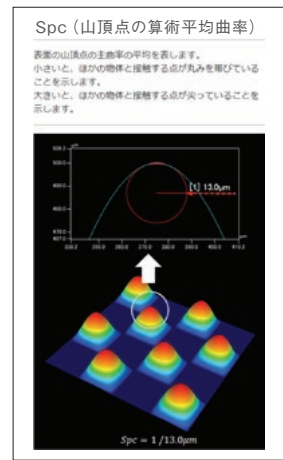 Spc（山頂点の算術平均曲率）
表面の山頂点の主曲率の平均を表します。
小さいと、ほかの物体と接触する点が丸みを帯びている
ことを示します。
大きいと、ほかの物体と接触する点が尖っていることを
示します。
μm
[1] 13.0μm
μm
Spc = 1/13.0μm